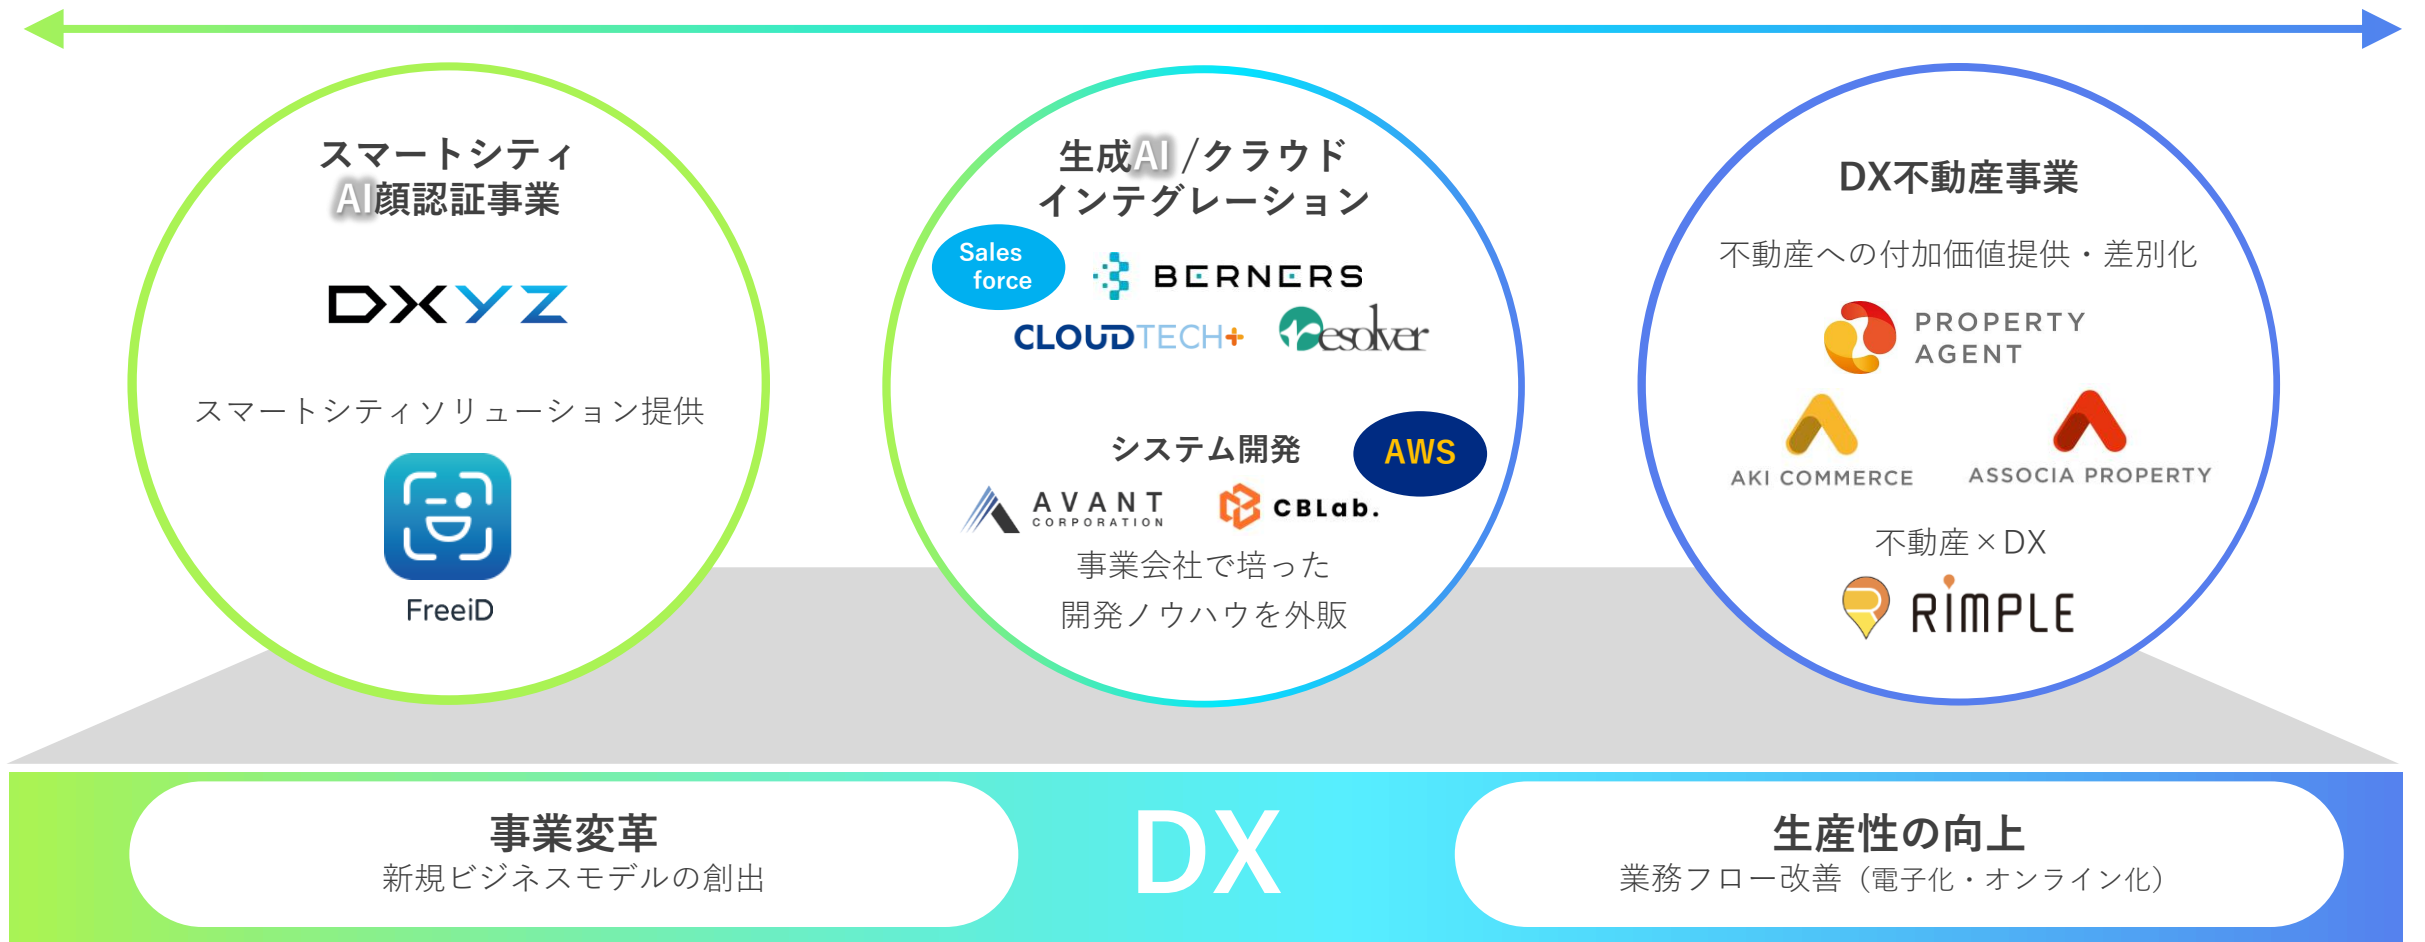 スマートシティ
AI顔認証事業
DXYZ
スマートシティソリューション提供
FreeiD
生成AI /クラウド
インテグレーション
Sales
force
BERNERS
CLOUDTECH+
Resolver
システム開発
AWS
AVANT
CORPORATION
CBLab.
事業会社で培った
開発ノウハウを外販
DX不動産事業
不動産への付加価値提供・差別化
PROPERTY
AGENT
AKI COMMERCE
ASSOCIA PROPERTY
不動産×DX
RIMPLE
事業変革
新規ビジネスモデルの創出
DX
生産性の向上
業務フロー改善（電子化・オンライン化）